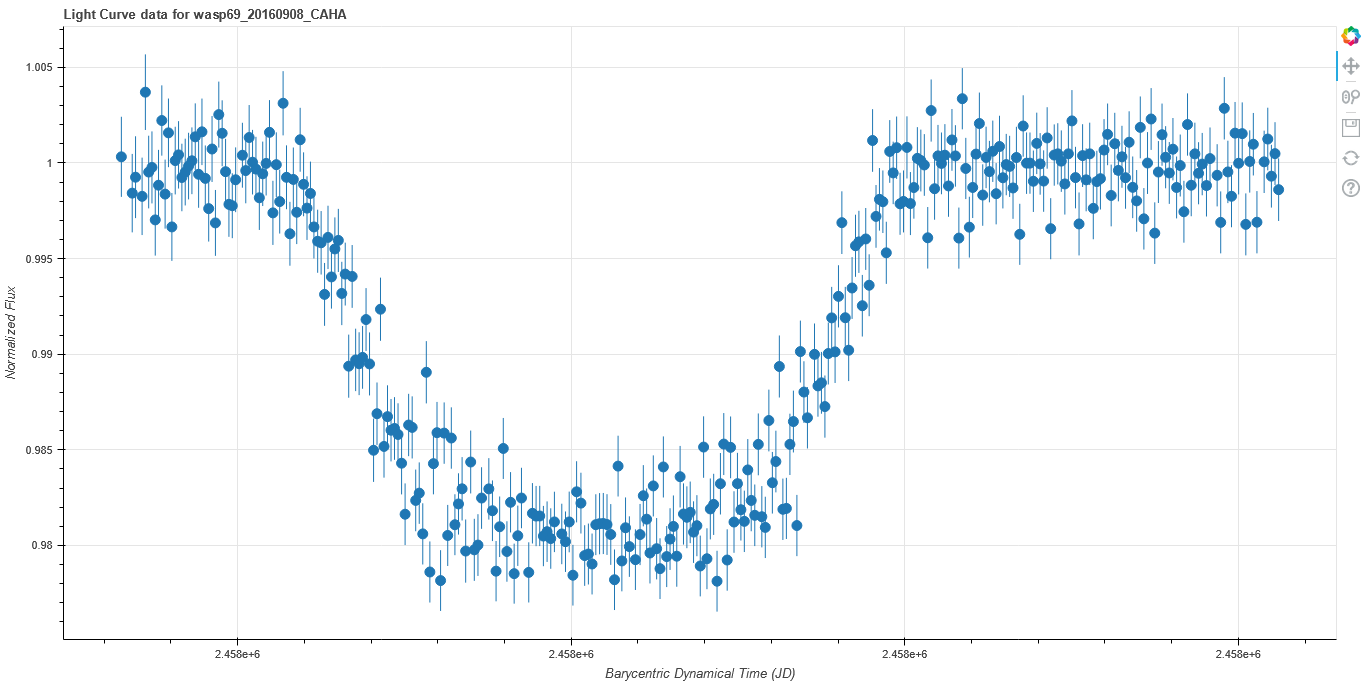 Light Curve data for wasp69_20160908_CAHA
1.005
1
0.995
0.99
0.985
0.98
Normalized Flux
2.458e+6 2.458e+6 2.458e+6 2.458e+6
Barycentric Dynamical Time (JD)